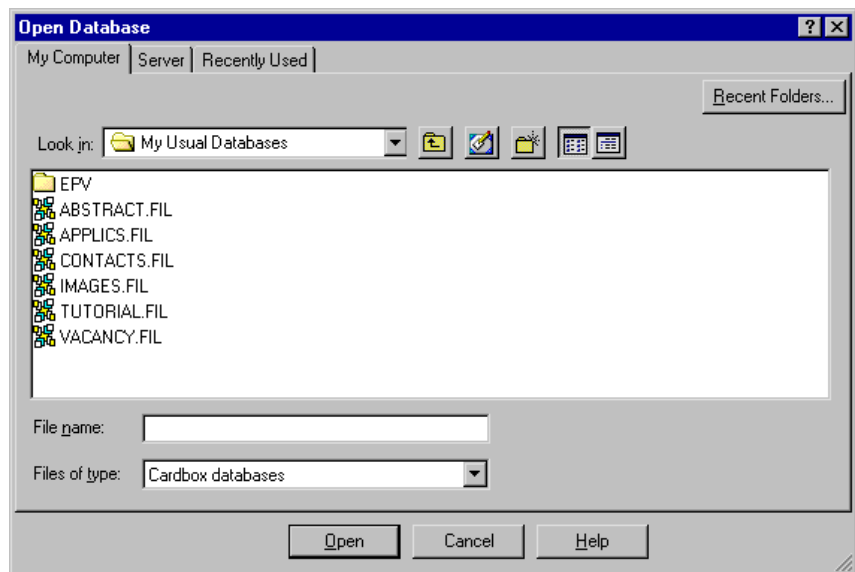 Open Database
My Computer Server Recently Used
Recent Folders...
Look in: My Usual Databases
EPV
ABSTRACT.FIL
APPLICS.FIL
CONTACTS.FIL
IMAGES.FIL
TUTORIAL.FIL
VACANCY.FIL
File name:
Files of type: Cardbox databases
Open Cancel Help